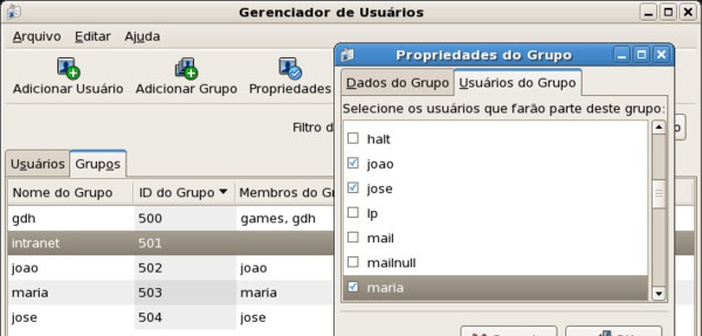 Gerenciador de Usuários
Arquivo Editar Ajuda
Adicionar Usuário Adicionar Grupo Propriedades
Filtro d
Usuários Grupos
Nome do Grupo ID do Grupo Membros do Gr
gdh 500 games, gdh
intranet 501
joao 502 joao
maria 503 maria
jose 504 jose
Propriedades do Grupo
Dados do Grupo Usuários do Grupo
Selecione os usuários que farão parte deste grupo:
halt
joao
jose
lp
mail
mailnull
maria